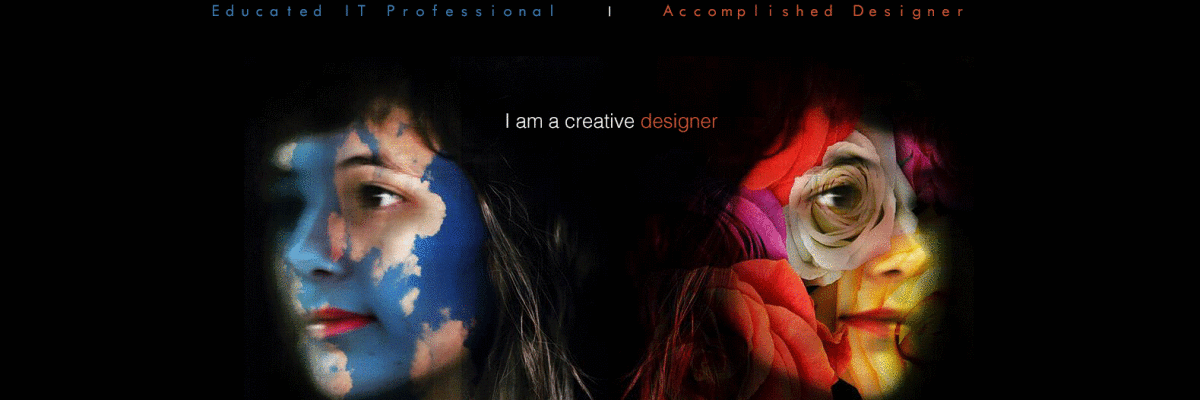 Educated IT Professional | Accomplished Designer
I am a creative designer